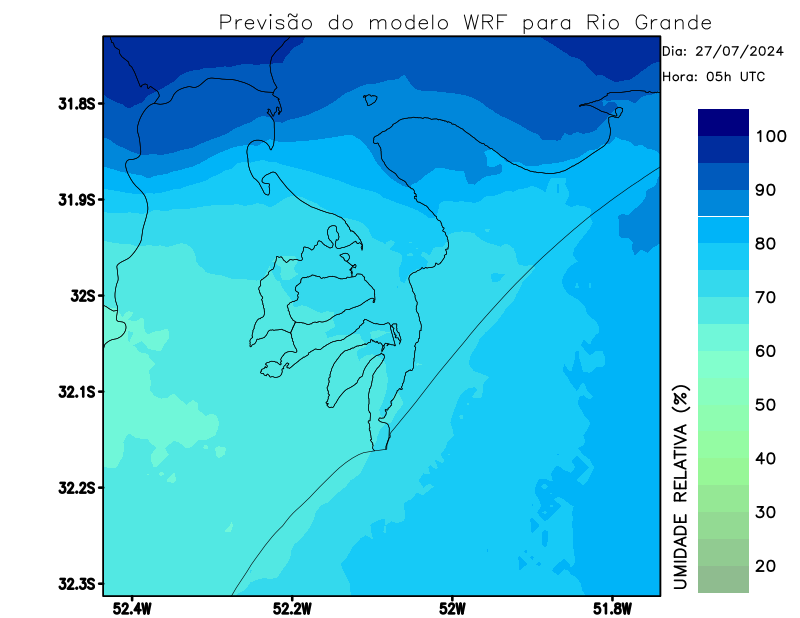 Previsão do modelo WRF para Rio Grande
Dia: 27/07/2024
Hora: 05h UTC
31.8S
31.9S
32S
32.1S
32.2S
32.3S
52.4W
52.2W
52W
51.8W
100
90
80
70
60
50
40
30
20
UMIDADE RELATIVA (%)